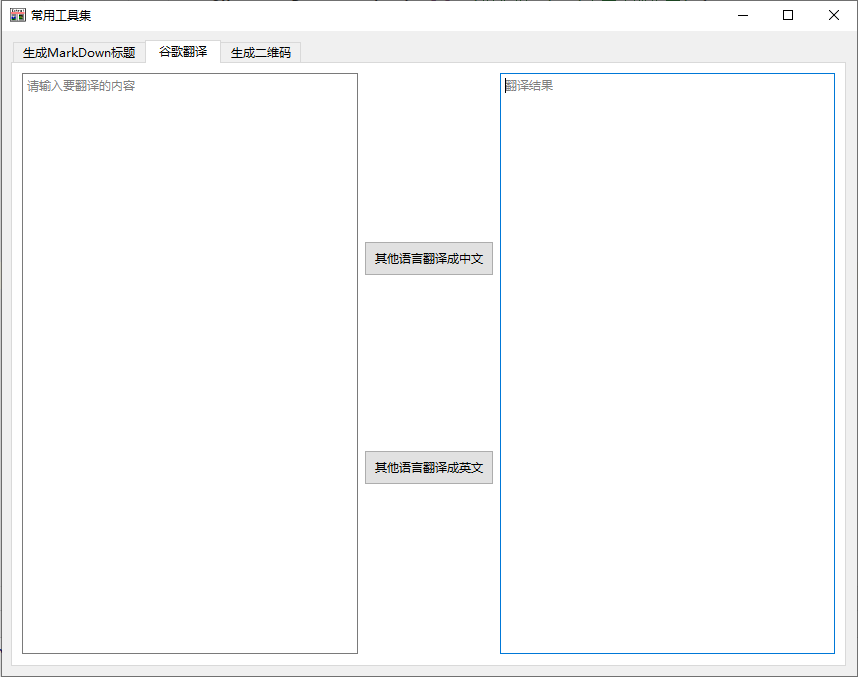 常用工具集
生成MarkDown标题 谷歌翻译 生成二维码
请输入要翻译的内容
翻译结果
其他语言翻译成中文
其他语言翻译成英文